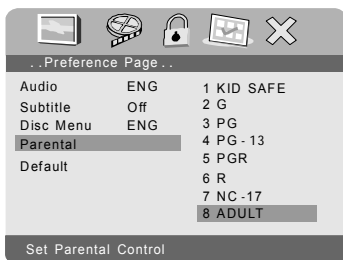 ..Preference Page..
Audio ENG
Subtitle Off
Disc Menu ENG
Parental
Default
1 KID SAFE
2 G
3 PG
4 PG-13
5 PGR
6 R
7 NC-17
8 ADULT
Set Parental Control